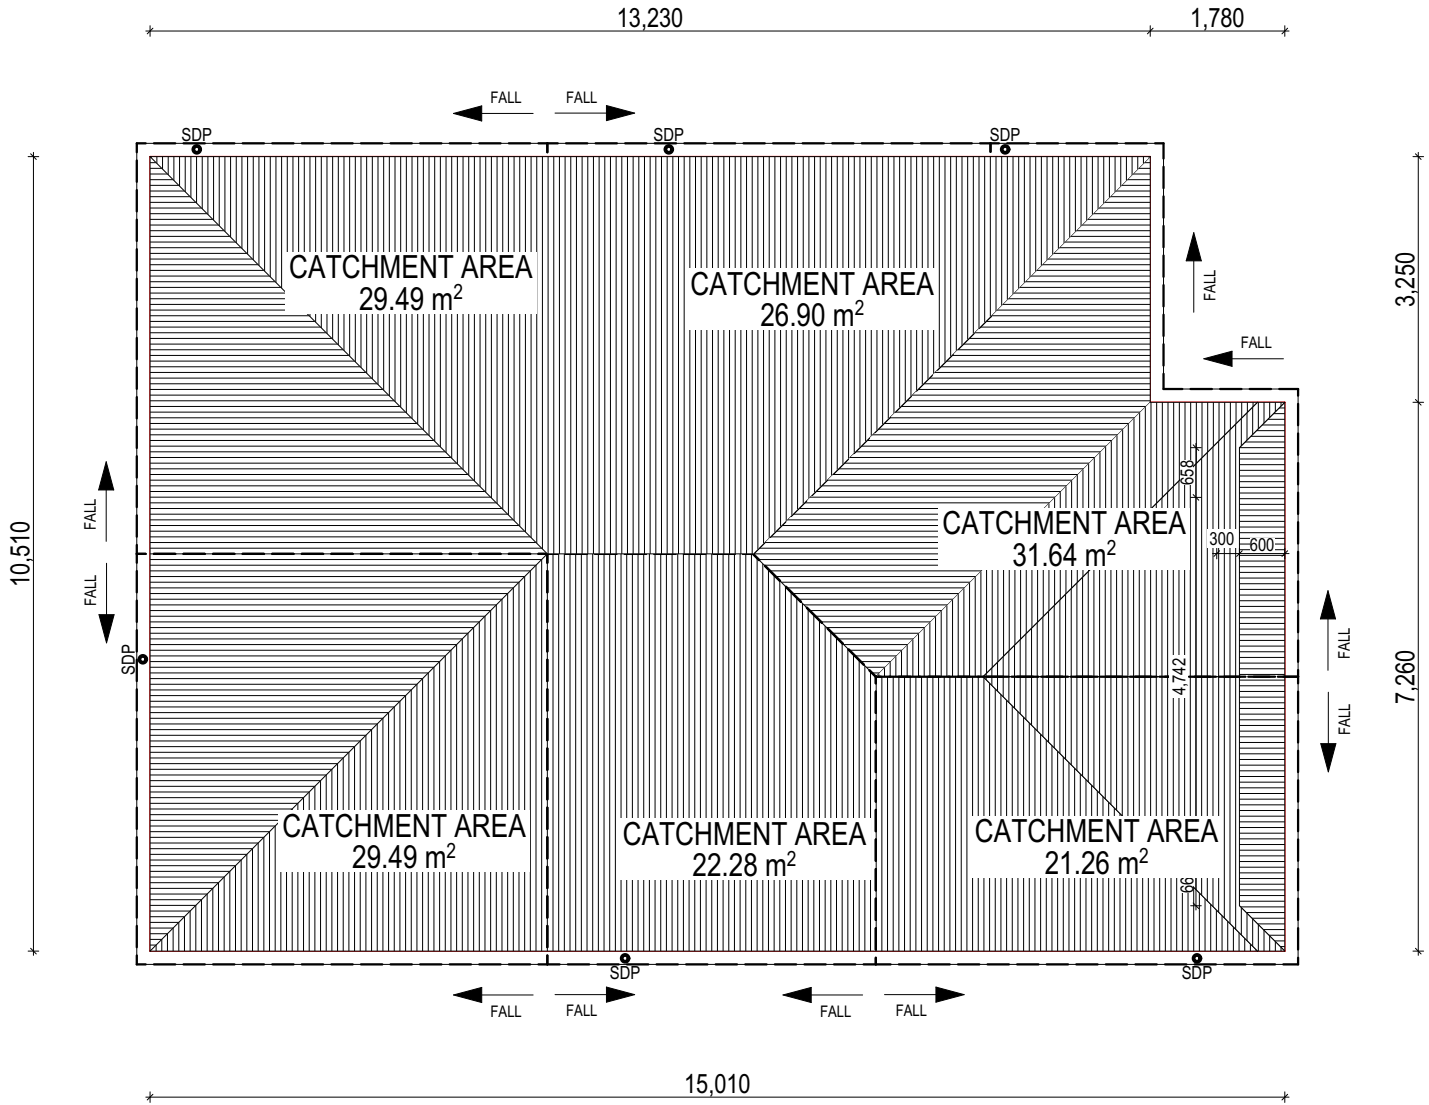 13,230
1,780
FALL
FALL
SDP
SDP
SDP
CATCHMENT AREA
29.49 m²
CATCHMENT AREA
26.90 m²
FALL
3,250
FALL
658
CATCHMENT AREA
31.64 m²
300
600
FALL
10,510
FALL
SDP
4,742
FALL
7,260
FALL
CATCHMENT AREA
29.49 m²
CATCHMENT AREA
22.28 m²
CATCHMENT AREA
21.26 m²
SDP
SDP
FALL
FALL
FALL
FALL
15,010